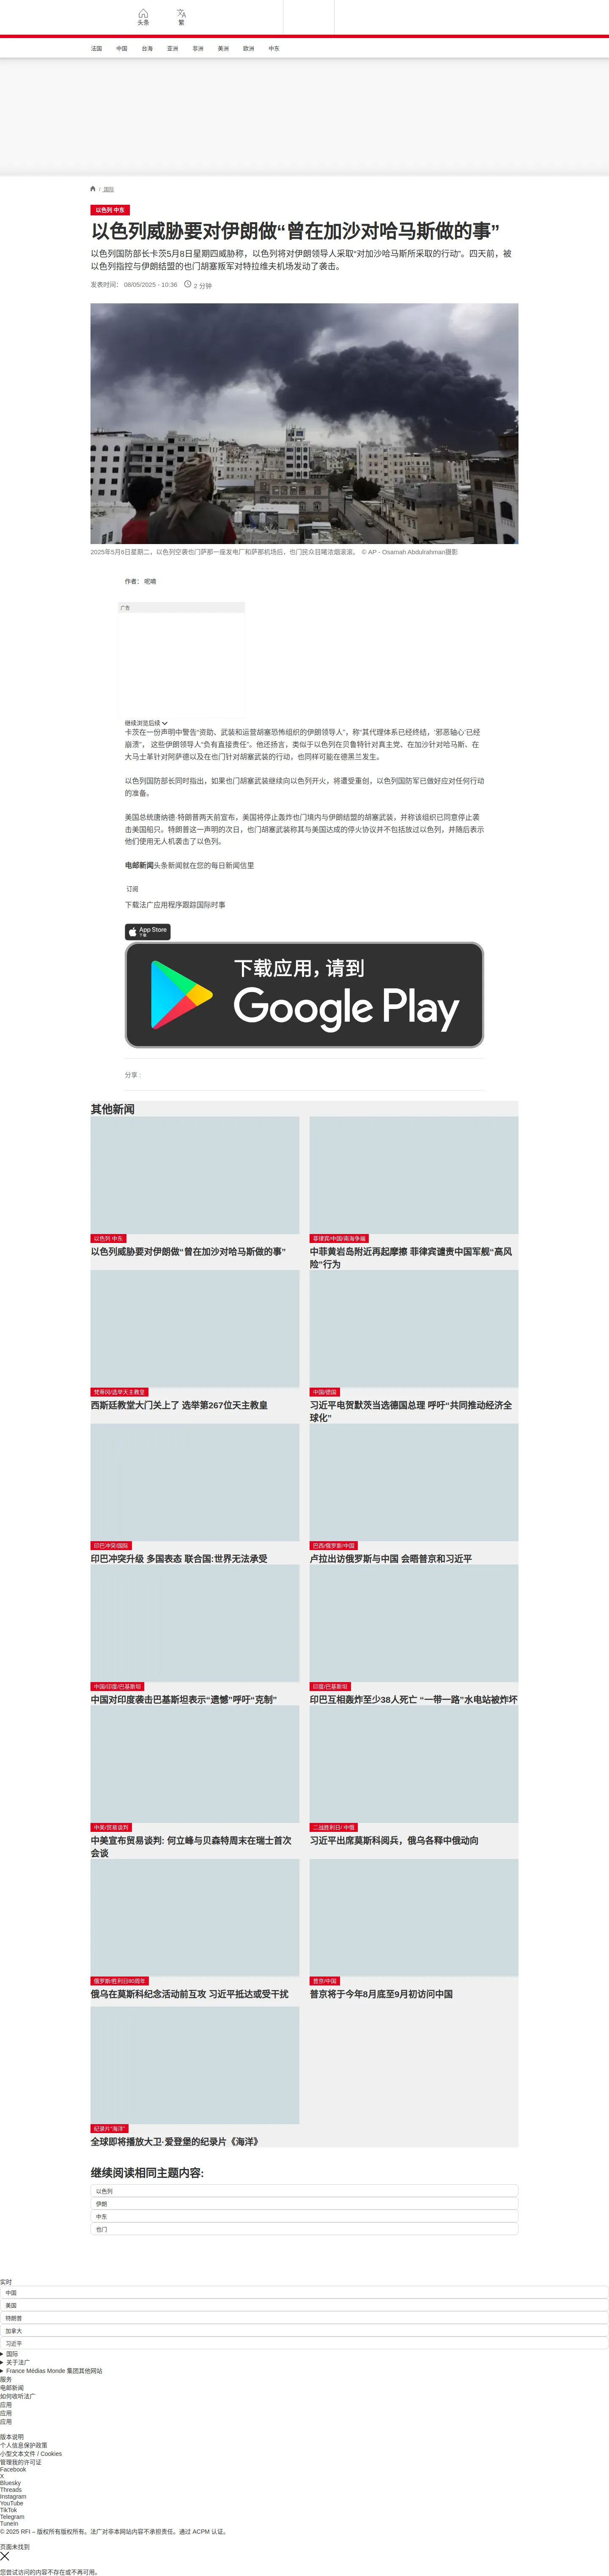 头条
繁
法国 中国 台海 亚洲 非洲 美洲 欧洲 中东
/ 国际
以色列 中东
以色列威胁要对伊朗做“曾在加沙对哈马斯做的事”
以色列国防部长卡茨5月8日星期四威胁称，以色列将对伊朗领导人采取“对加沙哈马斯所采取的行动”。四天前，被
以色列指控与伊朗结盟的也门胡塞叛军对特拉维夫机场发动了袭击。
发表时间： 08/05/2025 - 10:36 2 分钟
2025年5月6日星期二，以色列空袭也门萨那一座发电厂和萨那机场后，也门民众目睹浓烟滚滚。 © AP - Osamah Abdulrahman摄影
作者： 呢喃
广告
继续浏览后续
卡茨在一份声明中警告“资助、武装和运营胡塞恐怖组织的伊朗领导人”，称“其代理体系已经终结，‘邪恶轴心’已经
崩溃”， 这些伊朗领导人“负有直接责任”。他还扬言，类似于以色列在贝鲁特针对真主党、在加沙针对哈马斯、在
大马士革针对阿萨德以及在也门针对胡塞武装的行动，也同样可能在德黑兰发生。
以色列国防部长同时指出，如果也门胡塞武装继续向以色列开火，将遭受重创，以色列国防军已做好应对任何行动
的准备。
美国总统唐纳德·特朗普两天前宣布，美国将停止轰炸也门境内与伊朗结盟的胡塞武装，并称该组织已同意停止袭
击美国船只。特朗普这一声明的次日，也门胡塞武装称其与美国达成的停火协议并不包括放过以色列，并随后表示
他们使用无人机袭击了以色列。
电邮新闻头条新闻就在您的每日新闻信里
订阅
下载法广应用程序跟踪国际时事
App Store
下载
下载应用，请到
Google Play
分享 :
其他新闻
以色列 中东
以色列威胁要对伊朗做“曾在加沙对哈马斯做的事”
菲律宾/中国/南海争端
中菲黄岩岛附近再起摩擦 菲律宾谴责中国军舰“高风
险”行为
梵蒂冈/选举天主教皇
西斯廷教堂大门关上了 选举第267位天主教皇
中国/德国
习近平电贺默茨当选德国总理 呼吁“共同推动经济全
球化”
印巴冲突/国际
印巴冲突升级 多国表态 联合国:世界无法承受
巴西/俄罗斯/中国
卢拉出访俄罗斯与中国 会晤普京和习近平
中国/印度/巴基斯坦
中国对印度袭击巴基斯坦表示“遗憾”呼吁“克制”
印度/巴基斯坦
印巴互相轰炸至少38人死亡 “一带一路”水电站被炸坏
中美/贸易谈判
中美宣布贸易谈判: 何立峰与贝森特周末在瑞士首次
会谈
二战胜利日/ 中俄
习近平出席莫斯科阅兵，俄乌各释中俄动向
俄罗斯/胜利日80周年
俄乌在莫斯科纪念活动前互攻 习近平抵达或受干扰
普京/中国
普京将于今年8月底至9月初访问中国
纪录片“海洋”
全球即将播放大卫·爱登堡的纪录片《海洋》
继续阅读相同主题内容:
以色列
伊朗
中东
也门
实时
中国
美国
特朗普
加拿大
习近平
国际
关于法广
France Médias Monde 集团其他网站
服务
电邮新闻
如何收听法广
应用
应用
应用
版本说明
个人信息保护政策
小型文本文件 / Cookies
管理我的许可证
Facebook
X
Bluesky
Threads
Instagram
YouTube
TikTok
Telegram
TuneIn
© 2025 RFI – 版权所有版权所有。法广对非本网站内容不承担责任。通过 ACPM 认证。
页面未找到
您尝试访问的内容不存在或不再可用。